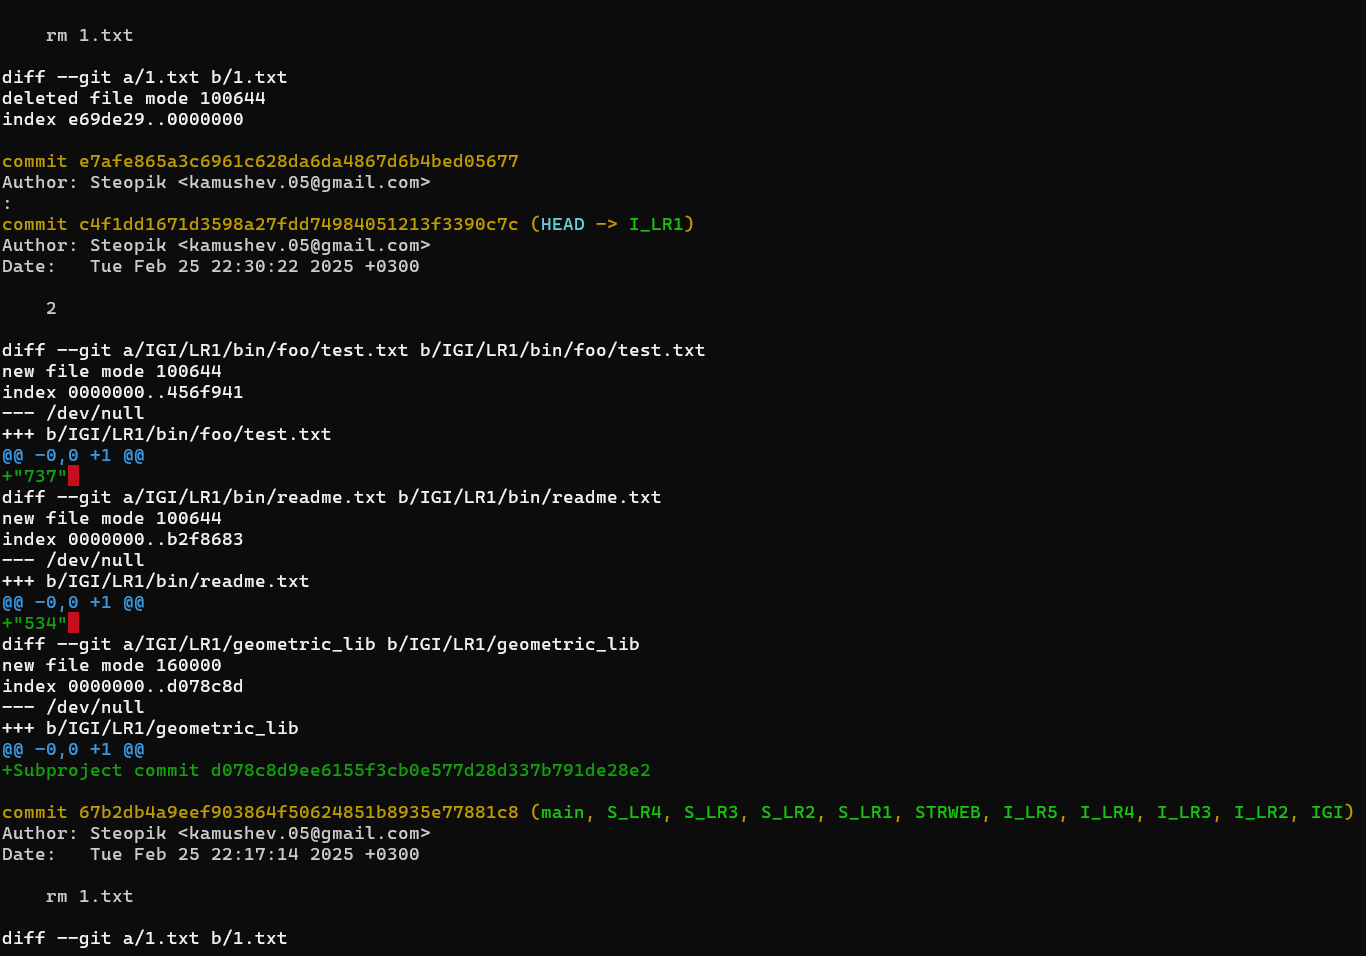 rm 1.txt
diff --git a/1.txt b/1.txt
deleted file mode 100644
index e69de29..0000000
commit e7afe865a3c6961c628da6da4867d6b4bed05677
Author: Steopik <kamushev.05@gmail.com>
:
commit c4f1dd1671d3598a27fdd74984051213f3390c7c (HEAD -> I_LR1)
Author: Steopik <kamushev.05@gmail.com>
Date:   Tue Feb 25 22:30:22 2025 +0300
2
diff --git a/IGI/LR1/bin/foo/test.txt b/IGI/LR1/bin/foo/test.txt
new file mode 100644
index 0000000..456f941
--- /dev/null
+++ b/IGI/LR1/bin/foo/test.txt
@@ -0,0 +1 @@
+"737"
diff --git a/IGI/LR1/bin/readme.txt b/IGI/LR1/bin/readme.txt
new file mode 100644
index 0000000..b2f8683
--- /dev/null
+++ b/IGI/LR1/bin/readme.txt
@@ -0,0 +1 @@
+"534"
diff --git a/IGI/LR1/geometric_lib b/IGI/LR1/geometric_lib
new file mode 160000
index 0000000..d078c8d
--- /dev/null
+++ b/IGI/LR1/geometric_lib
@@ -0,0 +1 @@
+Subproject commit d078c8d9ee6155f3cb0e577d28d337b791de28e2
commit 67b2db4a9eef903864f50624851b8935e77881c8 (main, S_LR4, S_LR3, S_LR2, S_LR1, STRWEB, I_LR5, I_LR4, I_LR3, I_LR2, IGI)
Author: Steopik <kamushev.05@gmail.com>
Date:   Tue Feb 25 22:17:14 2025 +0300
rm 1.txt
diff --git a/1.txt b/1.txt